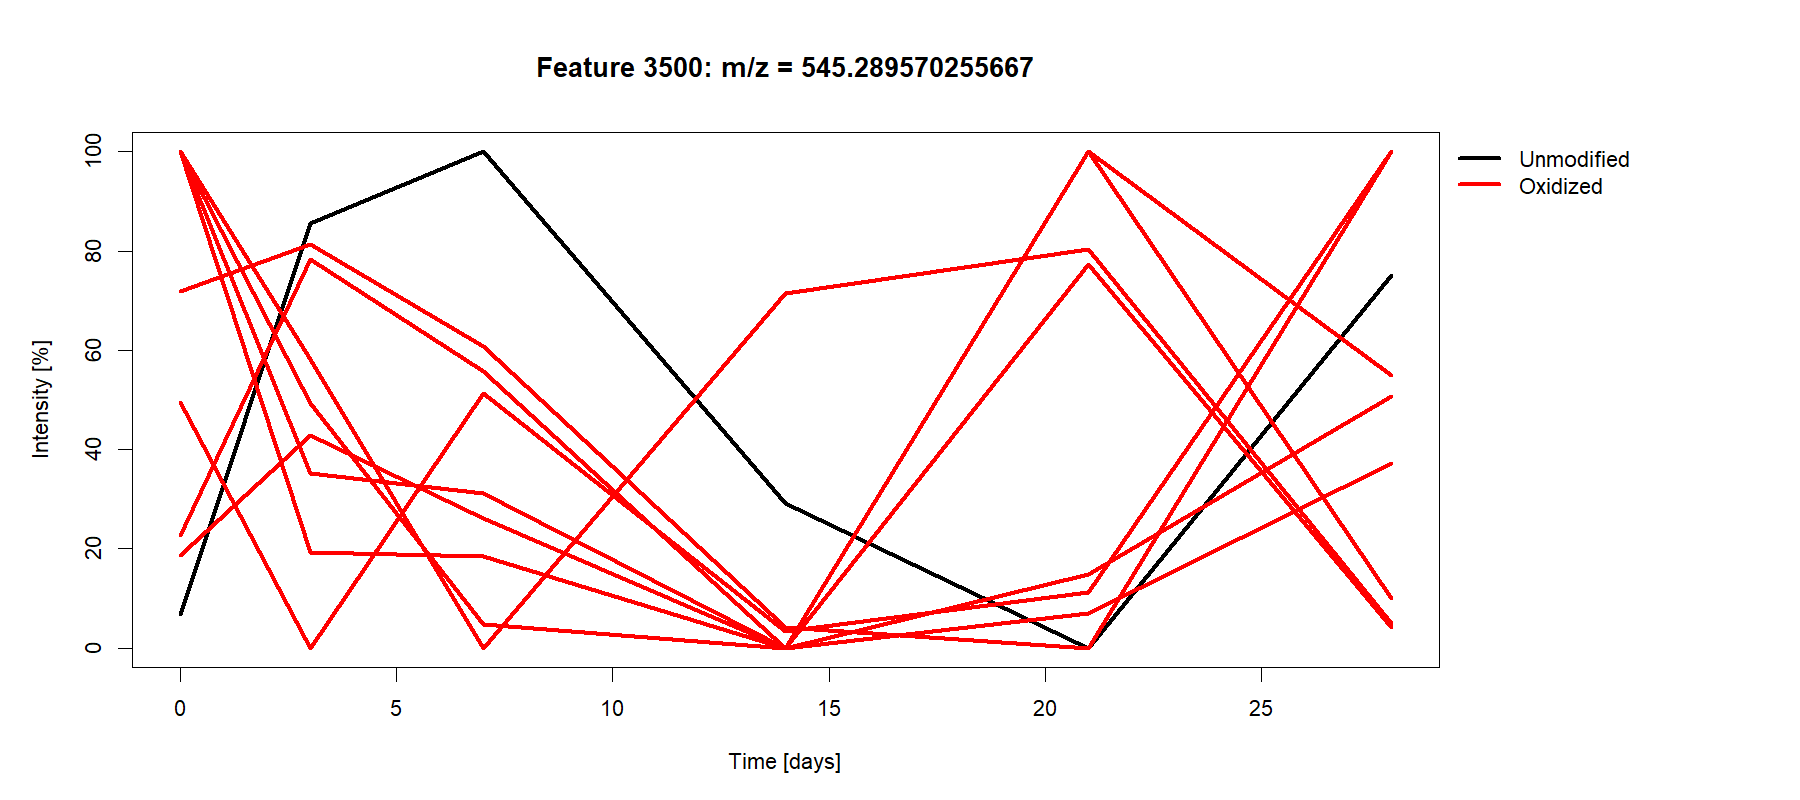 Feature 3500: m/z = 545.289570255667
Unmodified
Oxidized
Intensity [%]
100
80
60
40
20
0
0 5 10 15 20 25
Time [days]